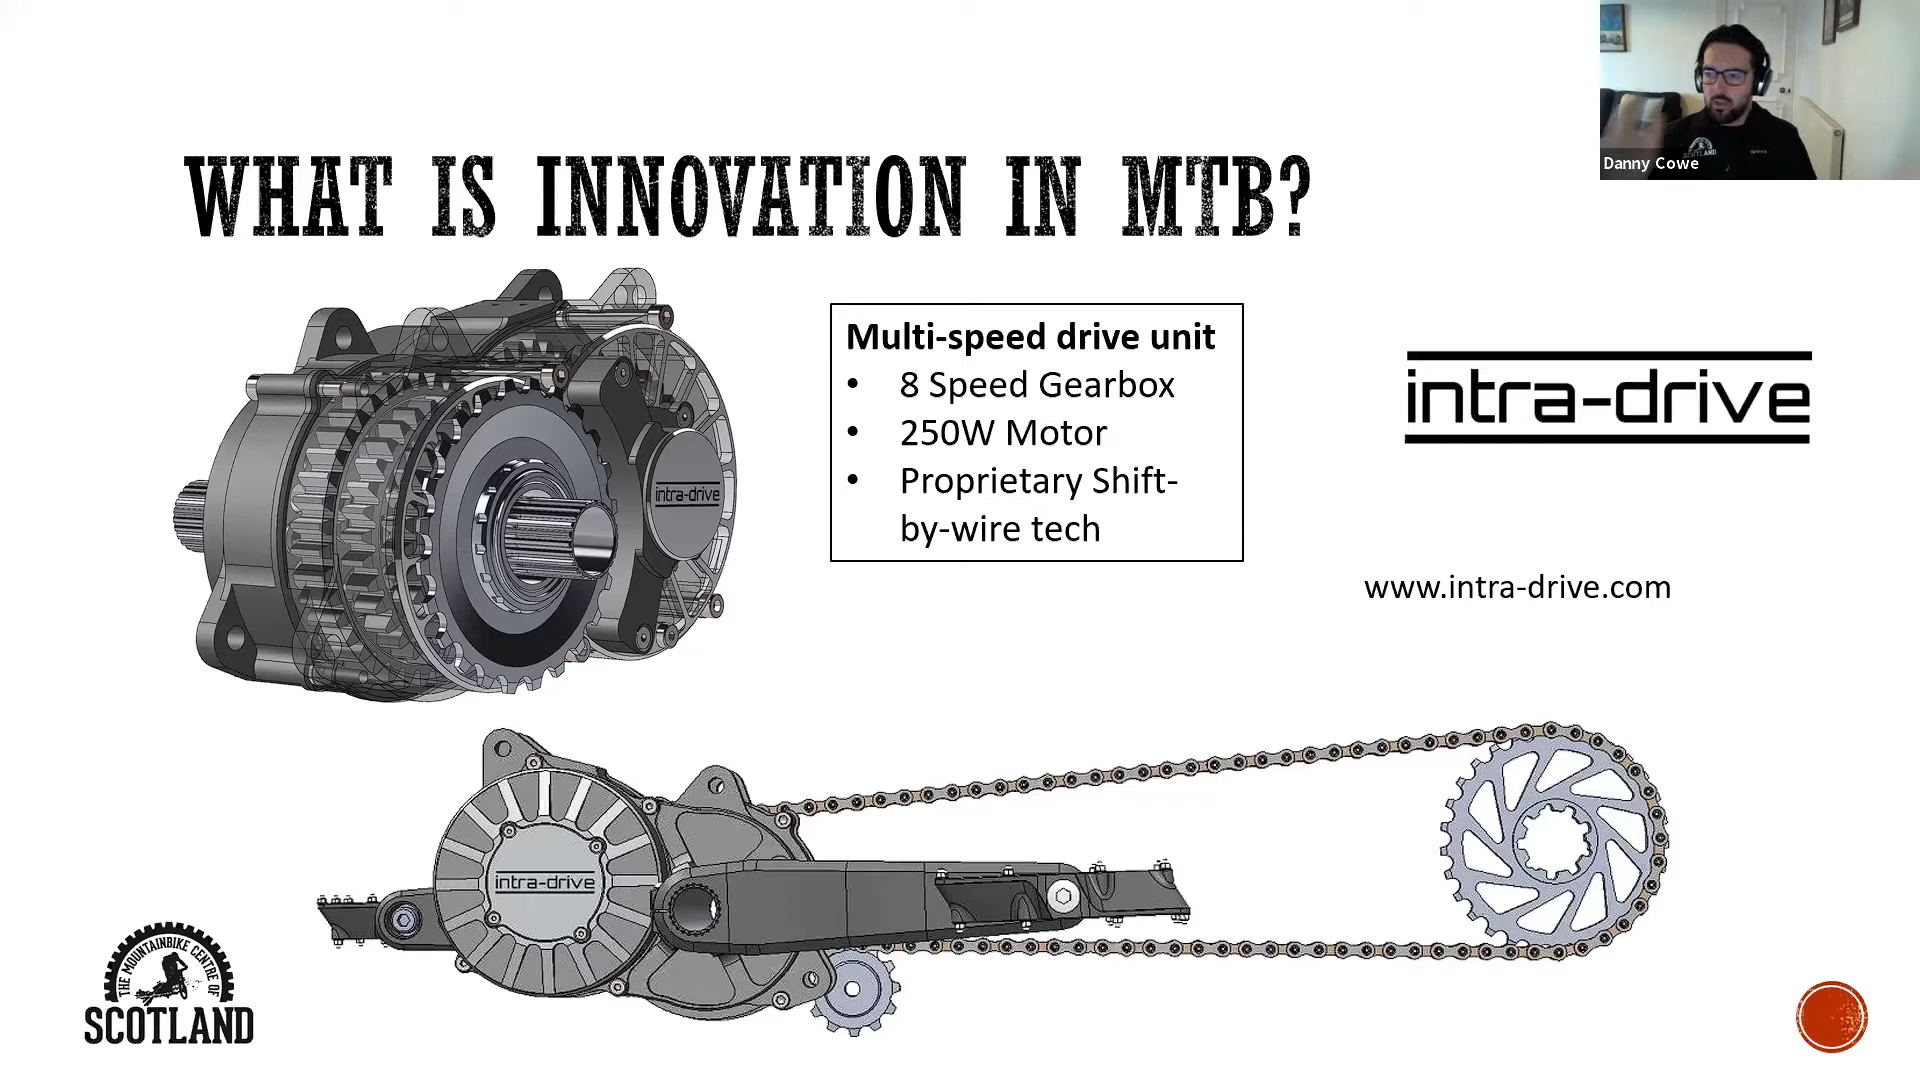 Danny Cowe
SCOTLAND
WHAT IS INNOVATION IN MTB?
Multi-speed drive unit
• 8 Speed Gearbox
• 250W Motor
• Proprietary Shift-
by-wire tech
intra-drive
www.intra-drive.com
intra-drive
intra-drive
THE MOUNTAINBIKE CENTRE OF
SCOTLAND